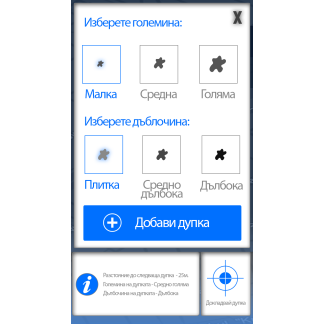 Изберете големина:
X
Малка
Средна
Голяма
Изберете дъблочина:
Плитка
Средно
дълбока
Дълбока
Добави дупка
Разстояние до следваща дупка - 25м.
Големина на дупката - Средно голяма
Дълбочина на дупката - Дълбока
Докладвай дупка